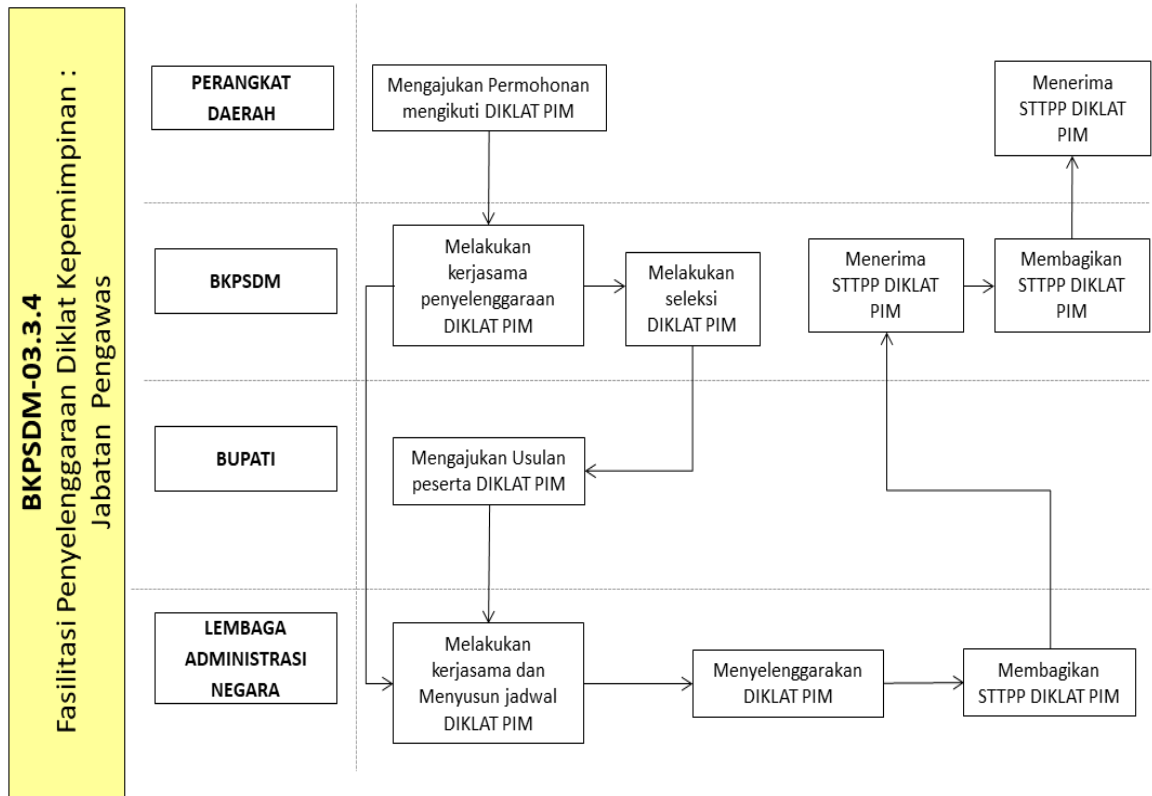 BKPSDM-03.3.4
Fasilitasi Penyelenggaraan Diklat Kepemimpinan :
Jabatan Pengawas
PERANGKAT
DAERAH
Mengajukan Permohonan
mengikuti DIKLAT PIM
Menerima
STTPP DIKLAT
PIM
BKPSDM
Melakukan
kerjasama
penyelenggaraan
DIKLAT PIM
Melakukan
seleksi
DIKLAT PIM
Menerima
STTPP DIKLAT
PIM
Membagikan
STTPP DIKLAT
PIM
BUPATI
Mengajukan Usulan
peserta DIKLAT PIM
LEMBAGA
ADMINISTRASI
NEGARA
Melakukan
kerjasama dan
Menyusun jadwal
DIKLAT PIM
Menyelenggarakan
DIKLAT PIM
Membagikan
STTPP DIKLAT PIM